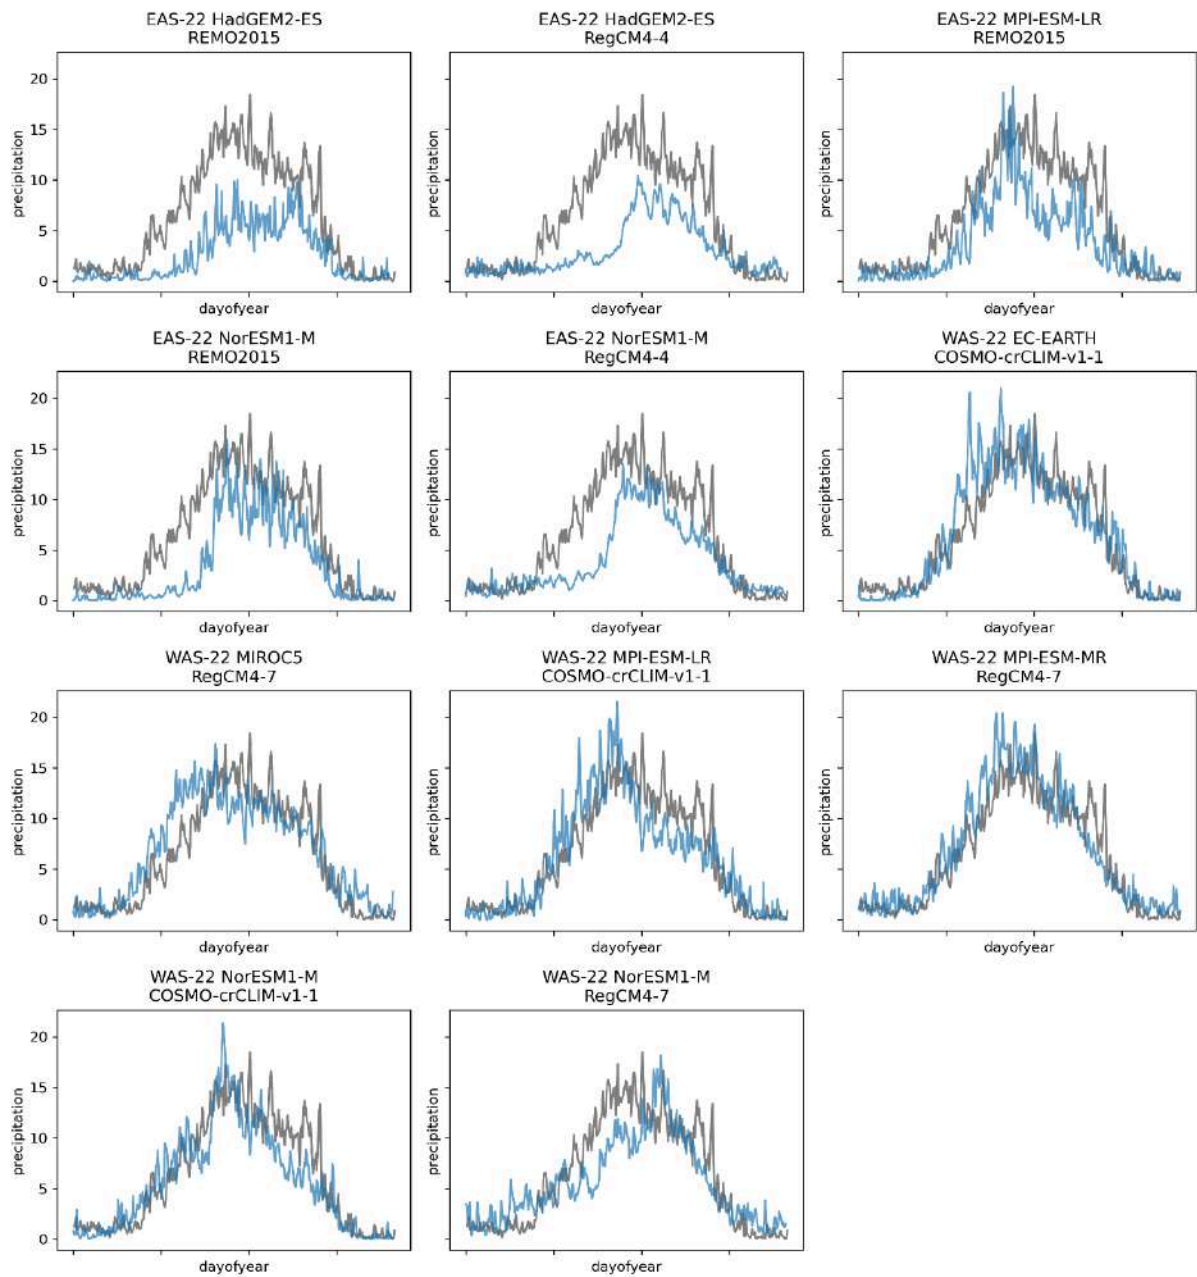 EAS-22 HadGEM2-ES
REMO2015
EAS-22 HadGEM2-ES
RegCM4-4
EAS-22 MPI-ESM-LR
REMO2015
20
15
10
5
0
precipitation
precipitation
precipitation
dayofyear
dayofyear
dayofyear
EAS-22 NorESM1-M
REMO2015
EAS-22 NorESM1-M
RegCM4-4
WAS-22 EC-EARTH
COSMO-crCLIM-v1-1
20
15
10
5
0
precipitation
precipitation
precipitation
dayofyear
dayofyear
dayofyear
WAS-22 MIROC5
RegCM4-7
WAS-22 MPI-ESM-LR
COSMO-crCLIM-v1-1
WAS-22 MPI-ESM-MR
RegCM4-7
20
15
10
5
0
precipitation
precipitation
precipitation
dayofyear
dayofyear
dayofyear
WAS-22 NorESM1-M
COSMO-crCLIM-v1-1
WAS-22 NorESM1-M
RegCM4-7
20
15
10
5
0
precipitation
precipitation
dayofyear
dayofyear